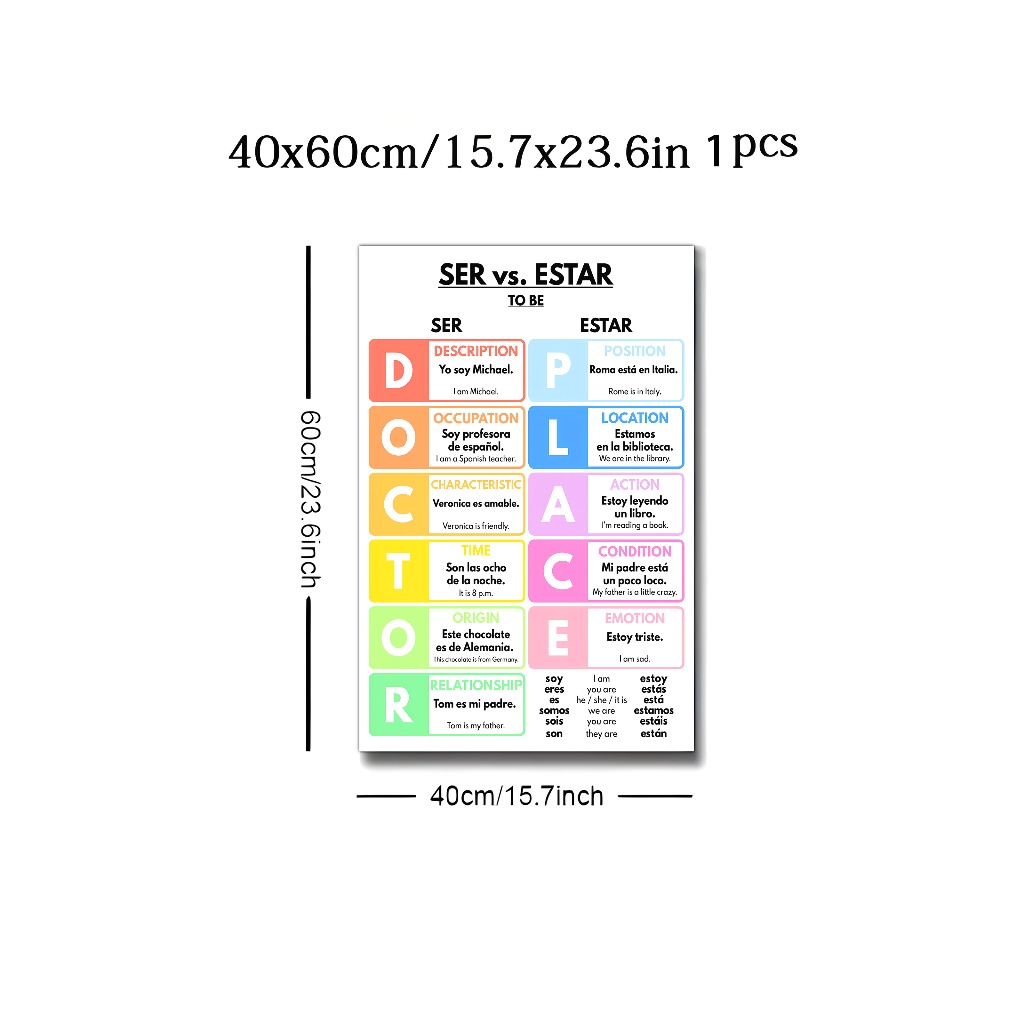 40x60cm/15.7x23.6in 1pcs
60cm/23.6inch
SER vs. ESTAR
TO BE
SER
ESTAR
D
DESCRIPTION
Yo soy Michael.
I am Michael.
P
POSITION
Roma está en Italia.
Rome is in Italy.
O
OCCUPATION
Soy profesora
de español.
I am a Spanish teacher.
L
LOCATION
Estamos
en la biblioteca.
We are in the library.
C
CHARACTERISTIC
Veronica es amable.
Veronica is friendly.
A
ACTION
Estoy leyendo
un libro.
I'm reading a book.
T
TIME
Son las ocho
de la noche.
It is 8 p.m.
C
CONDITION
Mi padre está
un poco loco.
My father is a little crazy.
O
ORIGIN
Este chocolate
es de Alemania.
This chocolate is from Germany.
E
EMOTION
Estoy triste.
I am sad.
R
RELATIONSHIP
Tom es mi padre.
Tom is my father.
soy I am estoy
eres you are estás
es he / she / it is está
somos we are estamos
sois you are estáis
son they are están
40cm/15.7inch